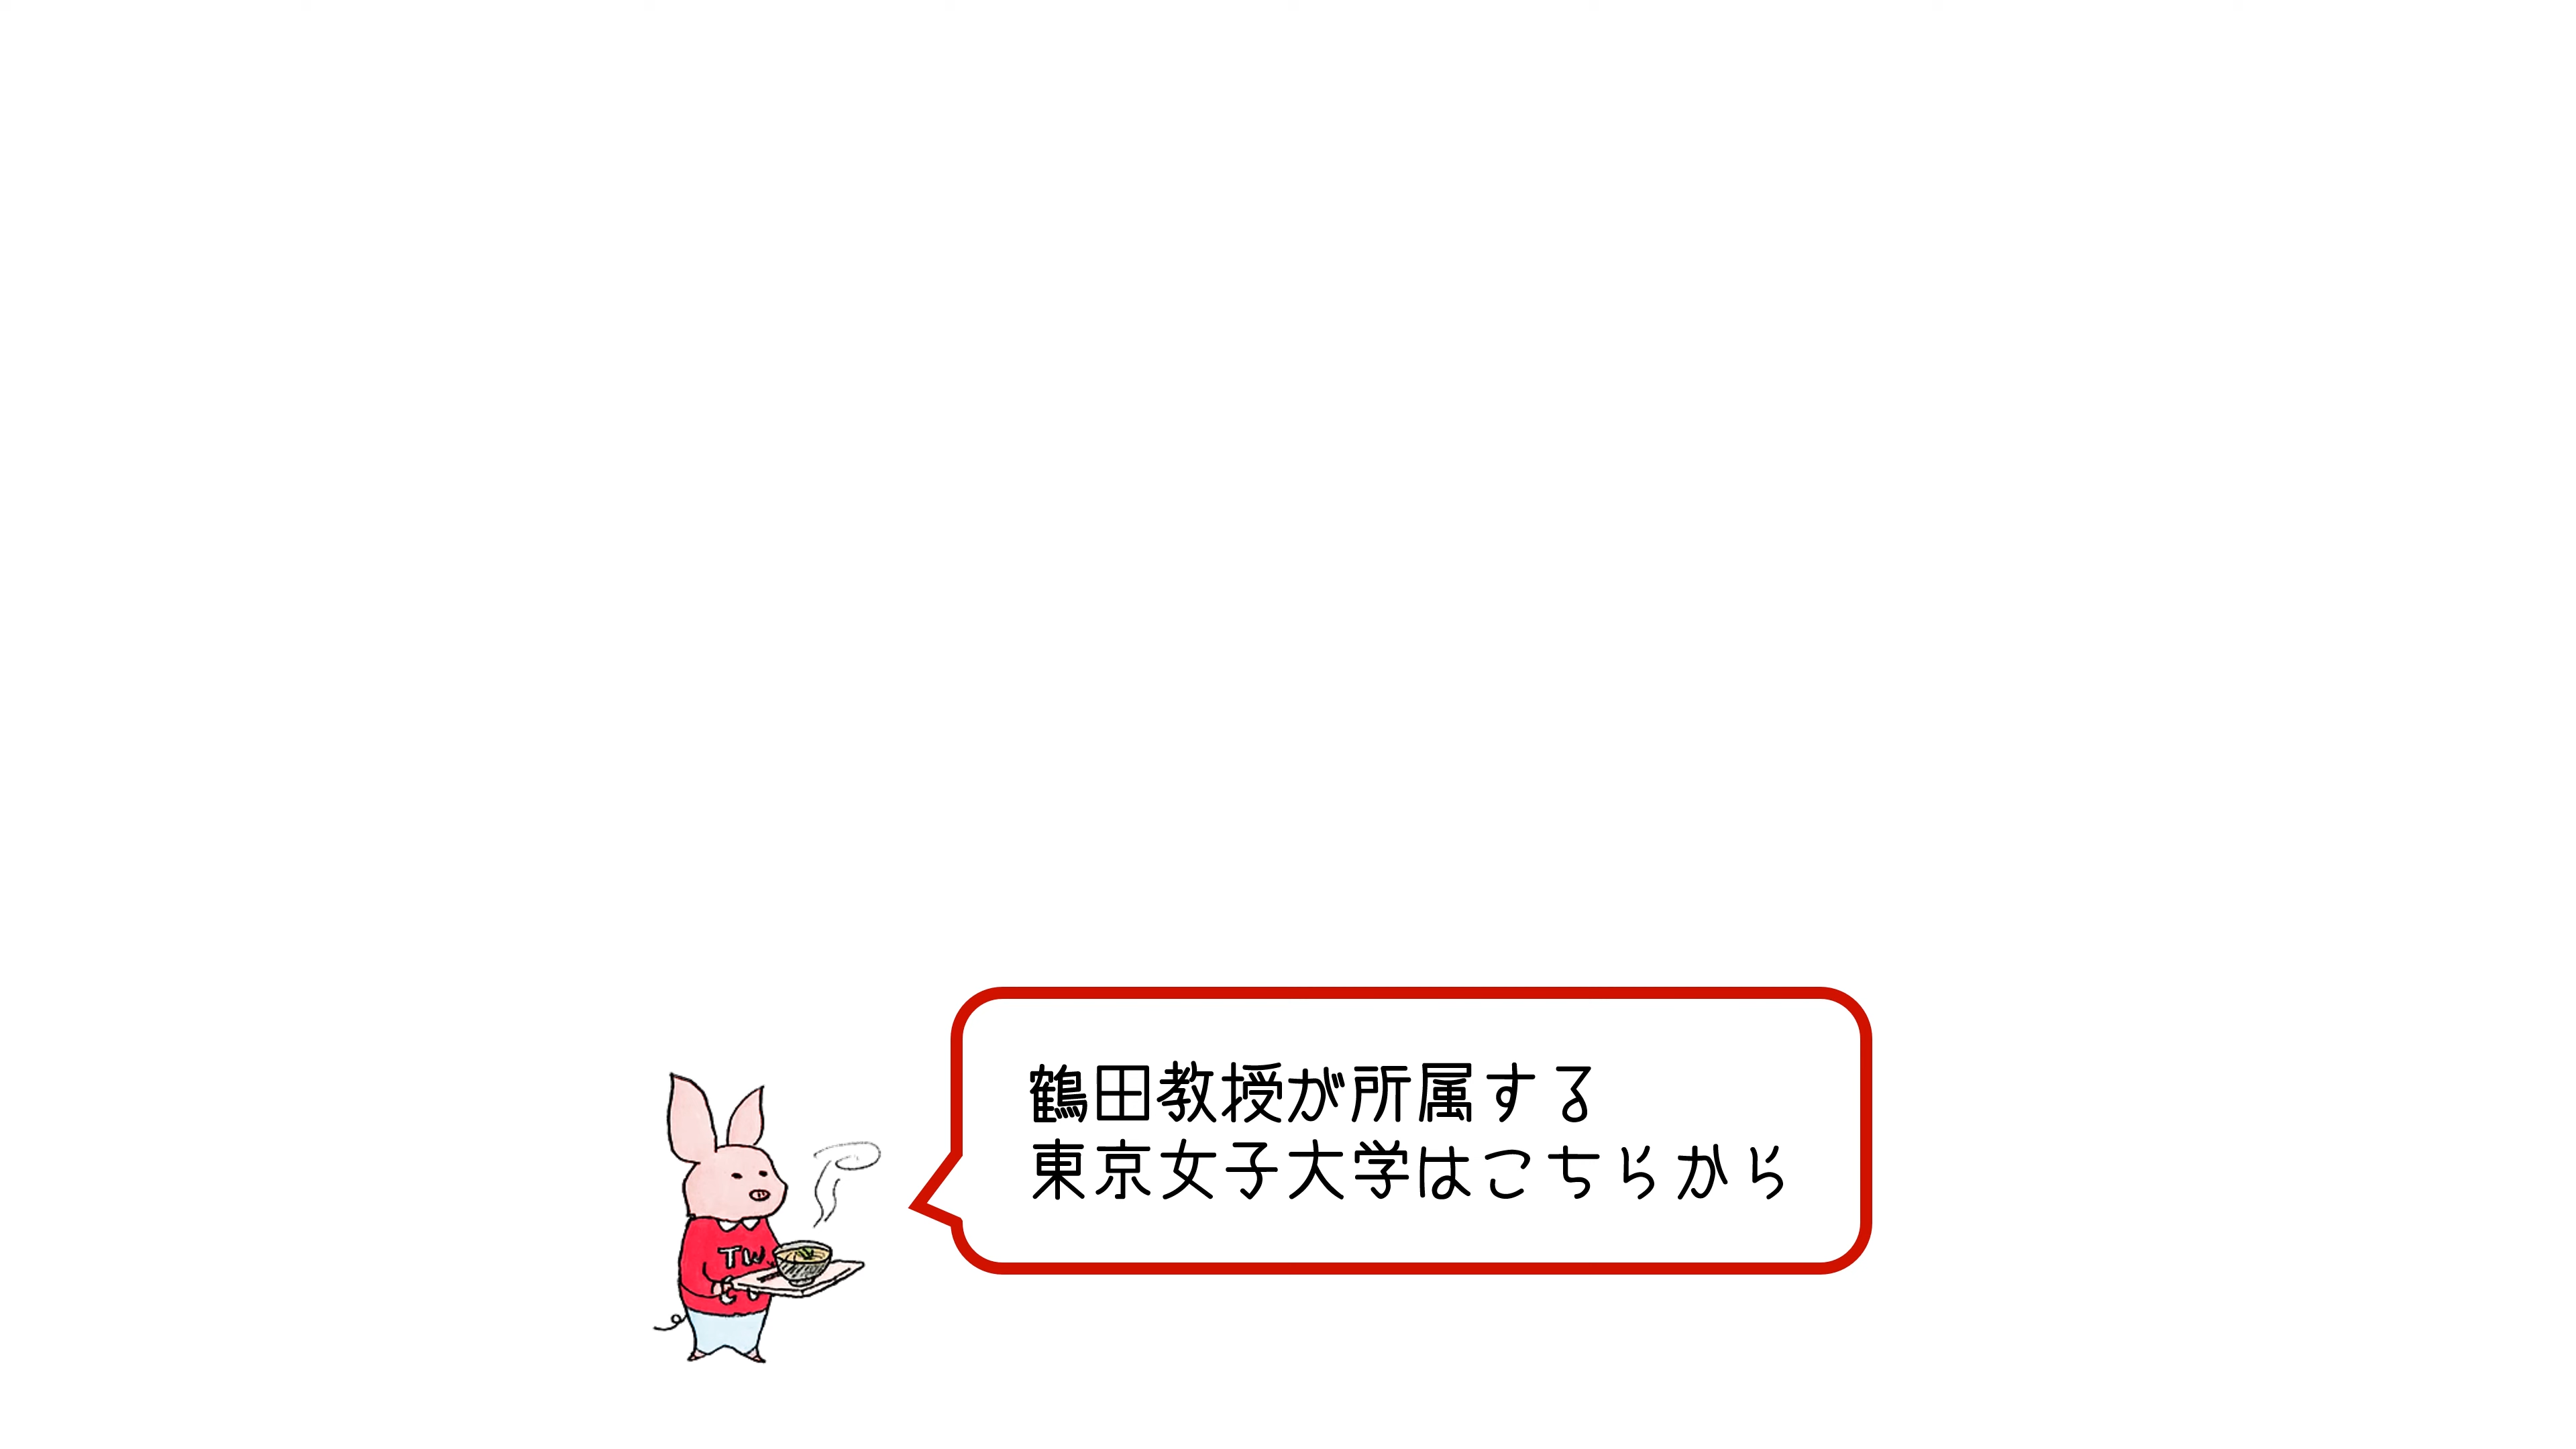 鶴田教授が所属する
東京女子大学はこちらから
TW